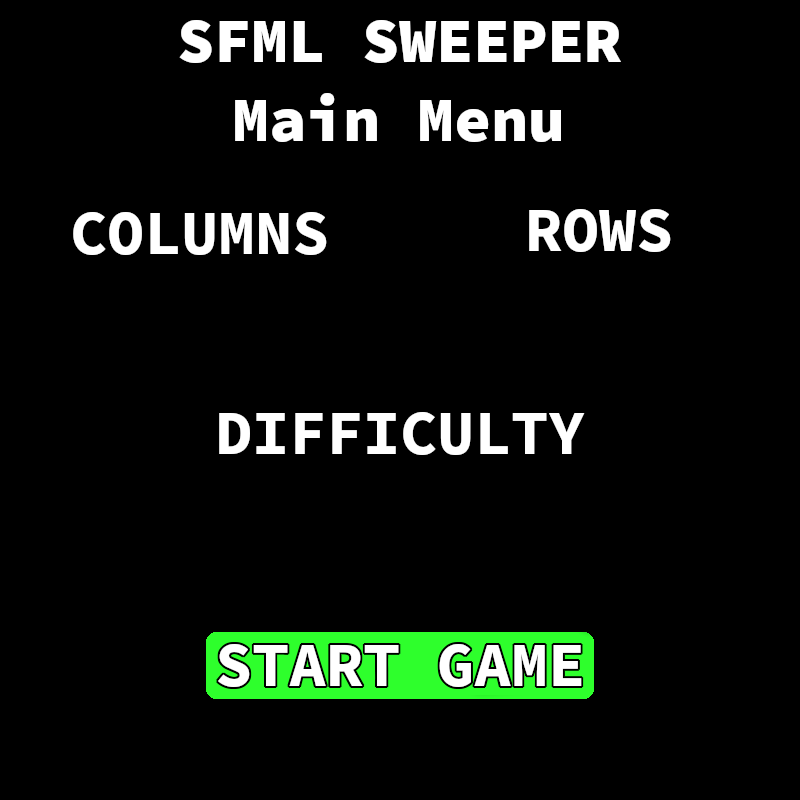 SFML SWEEPER
Main Menu
COLUMNS ROWS
DIFFICULTY
START GAME